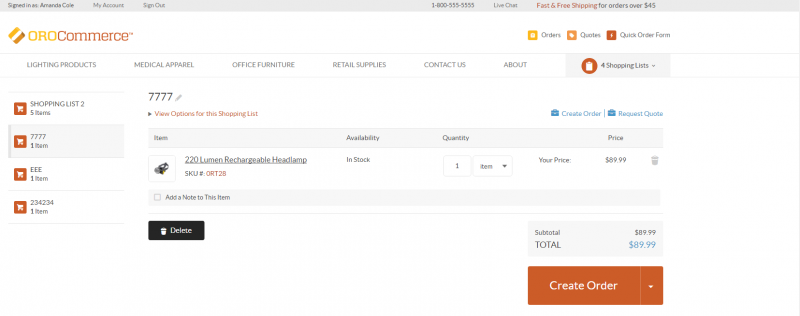 Signed in as: Amanda Cole My Account Sign Out 1-800-555-5555 Live Chat Fast & Free Shipping for orders over $45
OROCommerce™ Orders Quotes Quick Order Form
LIGHTING PRODUCTS MEDICAL APPAREL OFFICE FURNITURE RETAIL SUPPLIES CONTACT US ABOUT 4 Shopping Lists
SHOPPING LIST 2
5 Items
7777
1 Item
EEE
1 Item
234234
1 Item
7777
View Options for this Shopping List Create Order | Request Quote
Item Availability Quantity Price
220 Lumen Rechargeable Headlamp In Stock 1 item Your Price: $89.99
SKU #: 0RT28
Add a Note to This Item
Delete
Subtotal $89.99
TOTAL $89.99
Create Order